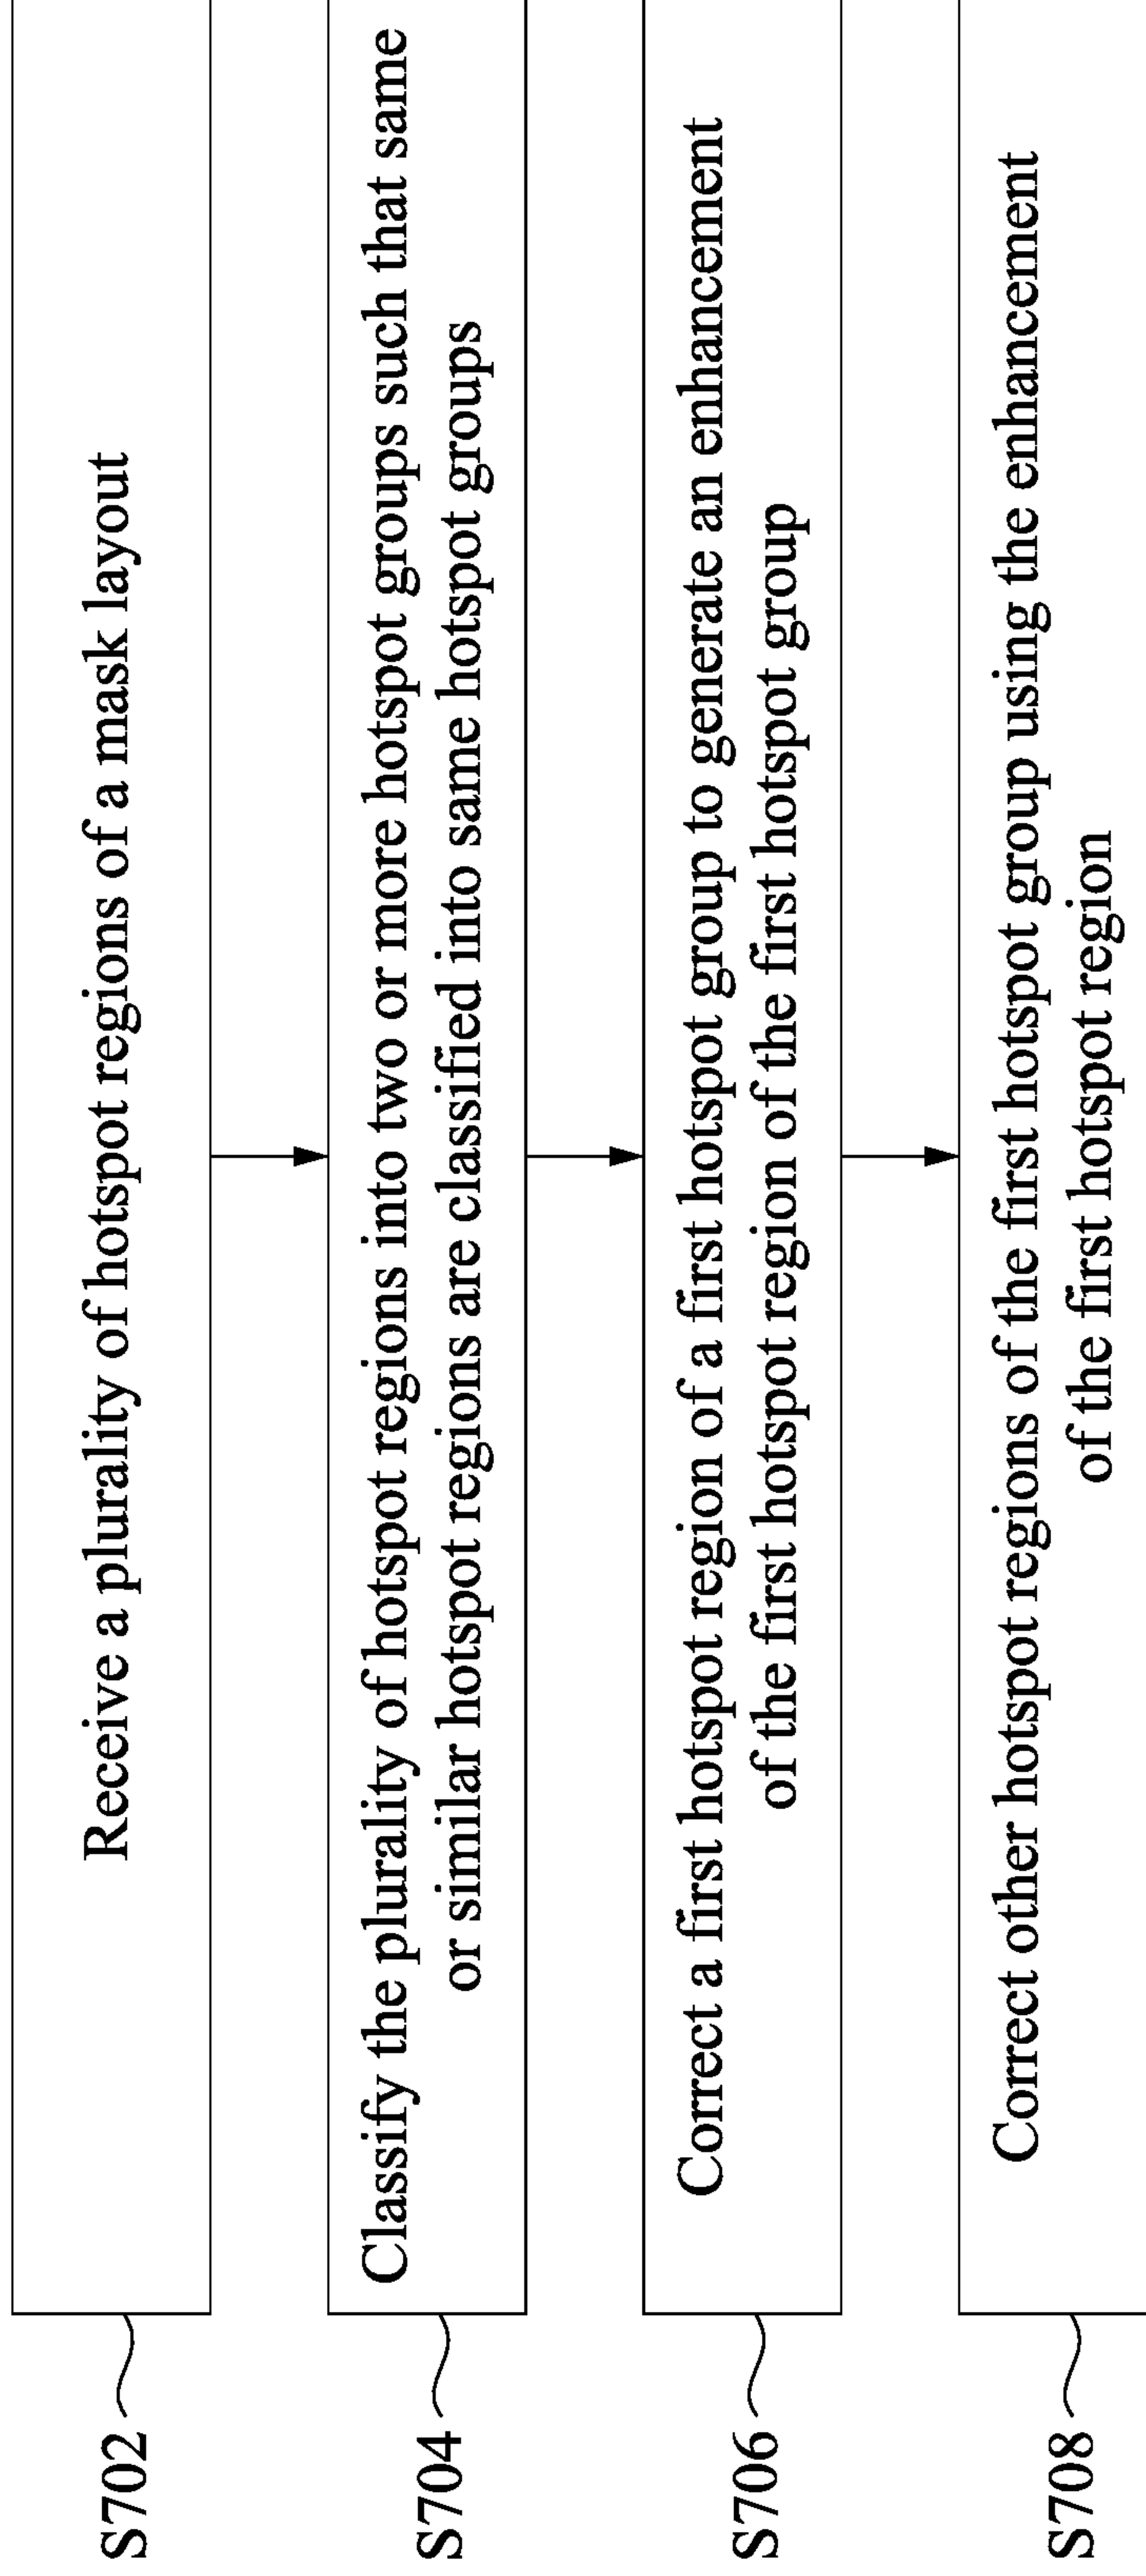 S702
Receive a plurality of hotspot regions of a mask layout
S704
Classify the plurality of hotspot regions into two or more hotspot groups such that same
or similar hotspot regions are classified into same hotspot groups
S706
Correct a first hotspot region of a first hotspot group to generate an enhancement
of the first hotspot region of the first hotspot group
S708
Correct other hotspot regions of the first hotspot group using the enhancement
of the first hotspot region